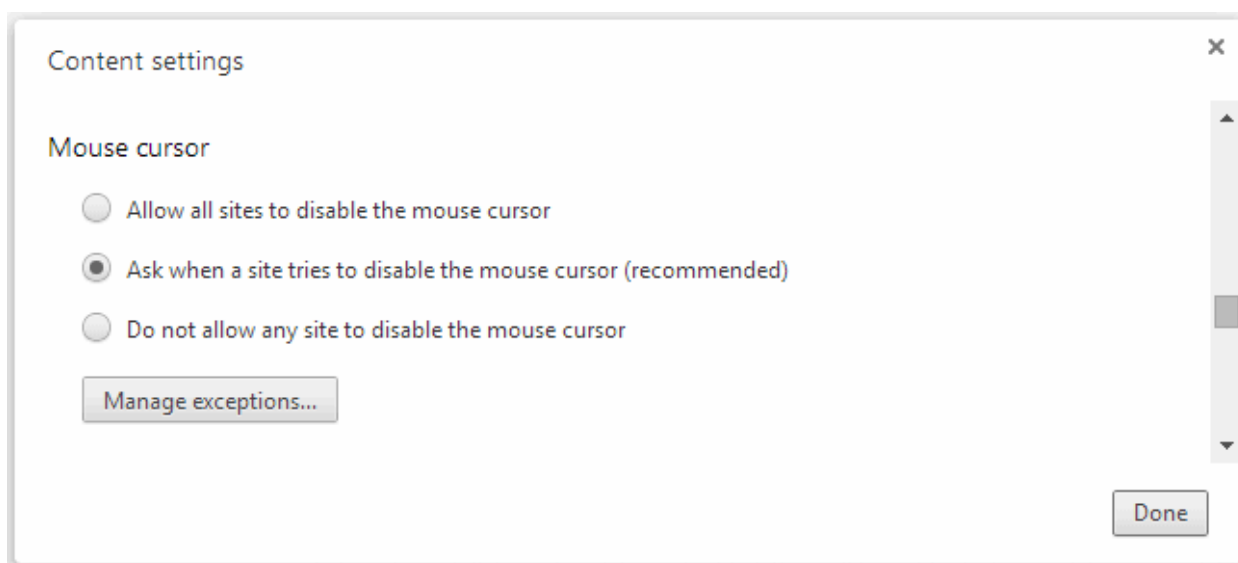 Content settings
Mouse cursor
Allow all sites to disable the mouse cursor
Ask when a site tries to disable the mouse cursor (recommended)
Do not allow any site to disable the mouse cursor
Manage exceptions...
Done